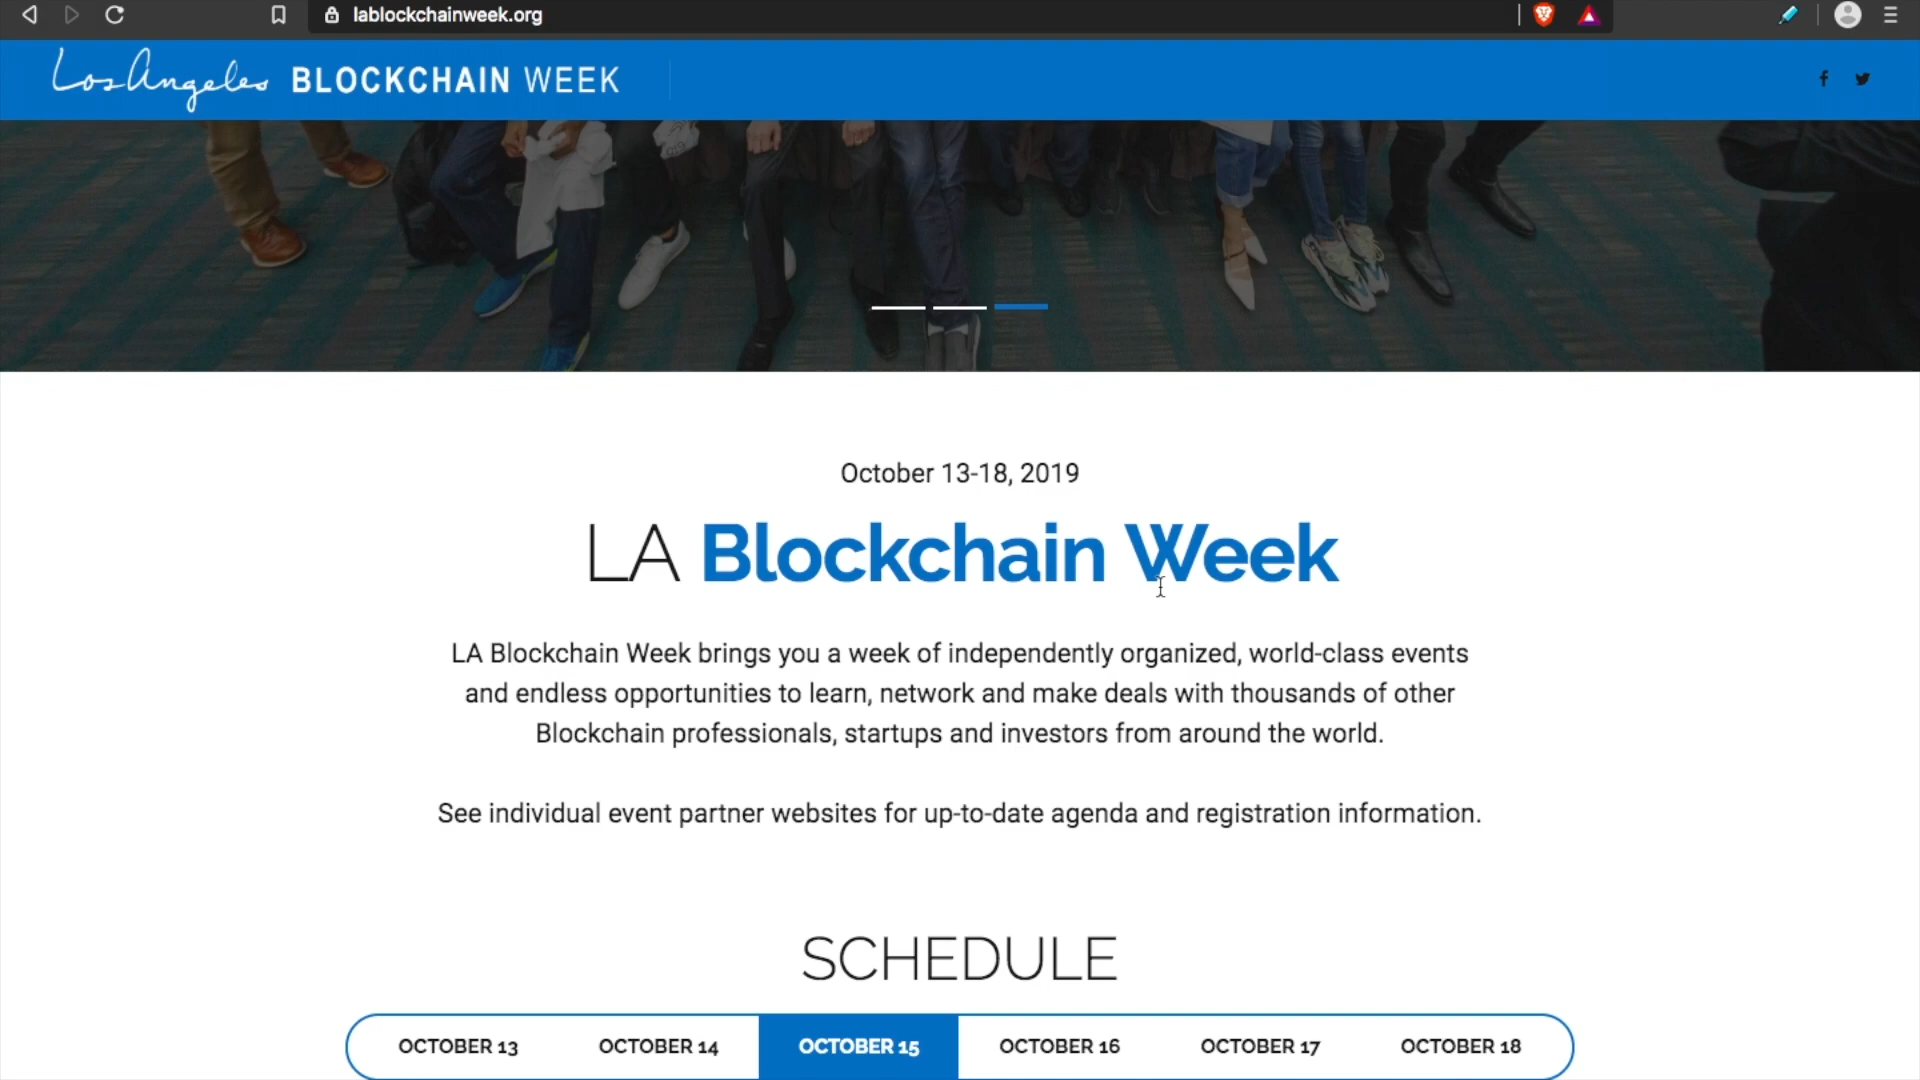 lablockchainweek.org
Los Angeles BLOCKCHAIN WEEK
October 13-18, 2019
LA Blockchain Week
LA Blockchain Week brings you a week of independently organized, world-class events
and endless opportunities to learn, network and make deals with thousands of other
Blockchain professionals, startups and investors from around the world.
See individual event partner websites for up-to-date agenda and registration information.
SCHEDULE
OCTOBER 13 OCTOBER 14 OCTOBER 15 OCTOBER 16 OCTOBER 17 OCTOBER 18